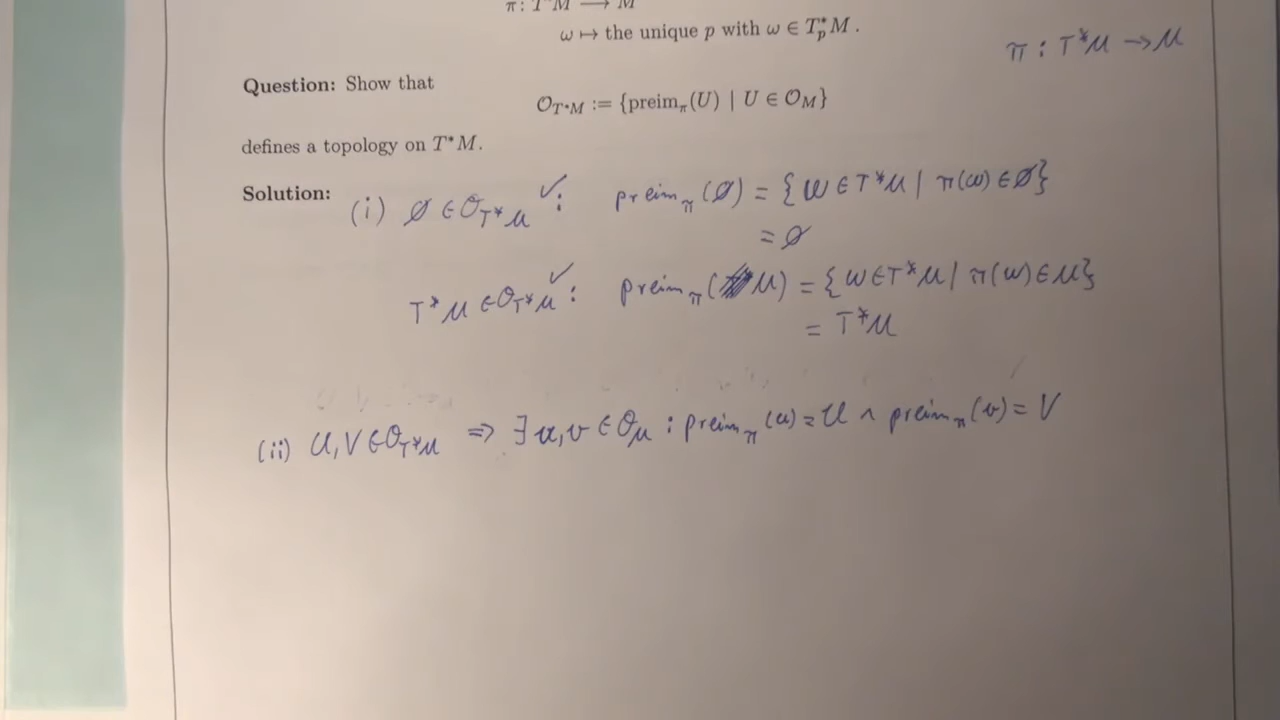 π : T*M ⟶ M
ω ↦ the unique p with ω ∈ T*ₚM .
π : T*M → M
Question: Show that
𝒪_{T*M} := {preim_π(U) | U ∈ 𝒪_M}
defines a topology on T*M.
Solution:
(i) ∅ ∈ 𝒪_{T*M} ✓: preim_π(∅) = {ω ∈ T*M | π(ω) ∈ ∅}
= ∅
T*M ∈ 𝒪_{T*M} ✓: preim_π(M) = {ω ∈ T*M | π(ω) ∈ M}
= T*M
(ii) U, V ∈ 𝒪_{T*M} ⇒ ∃ u, v ∈ 𝒪_M : preim_π(u) = U ∧ preim_π(v) = V